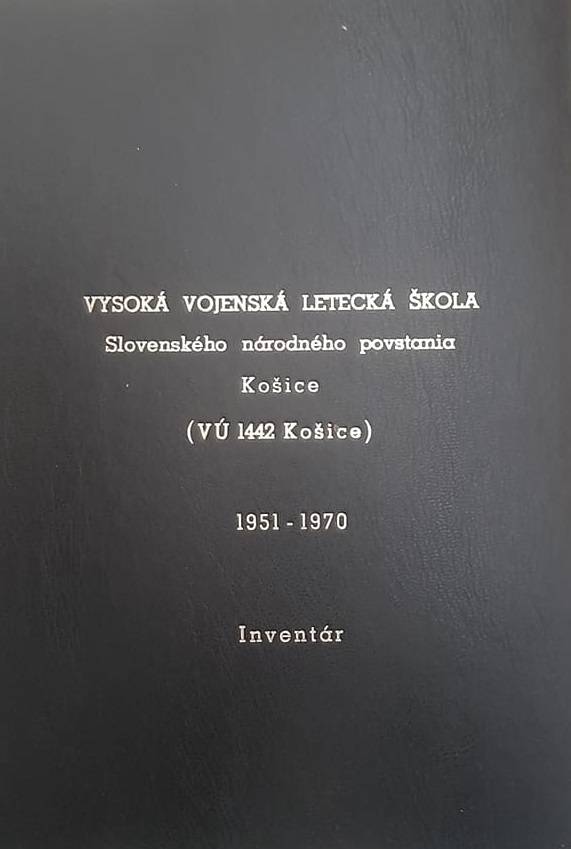 VYSOKÁ VOJENSKÁ LETECKÁ ŠKOLA
Slovenského národného povstania
Košice
(VÚ 1442 Košice)
1951 - 1970
Inventár